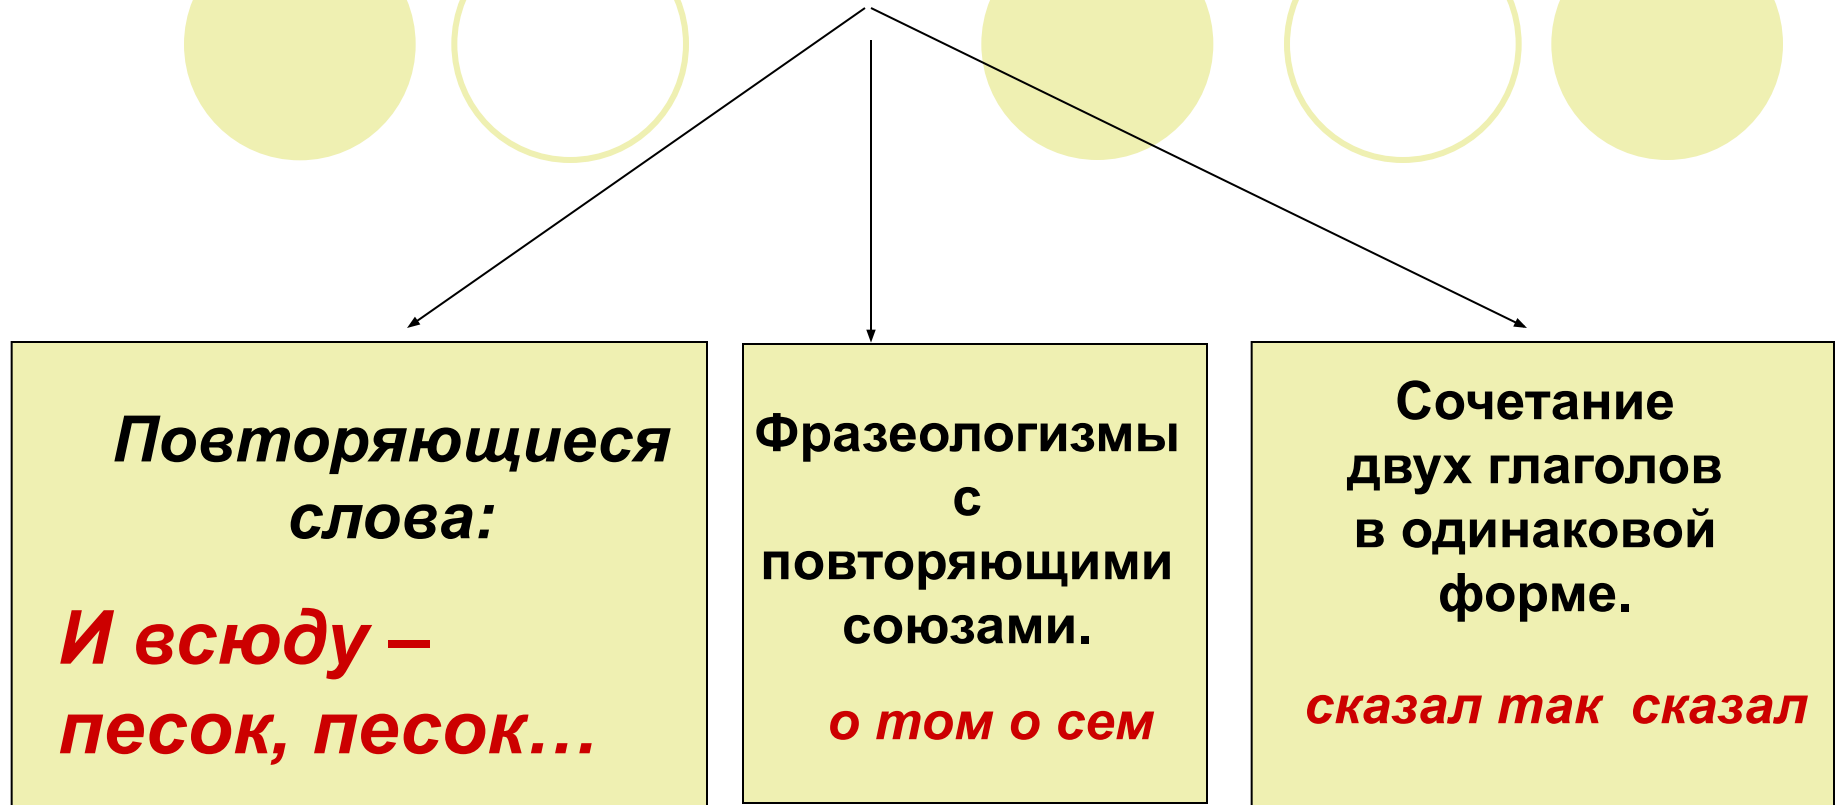 Повторяющиеся
слова:
И всюду –
песок, песок…
Фразеологизмы
с
повторяющими
союзами.
о том о сем
Сочетание
двух глаголов
в одинаковой
форме.
сказал так  сказал